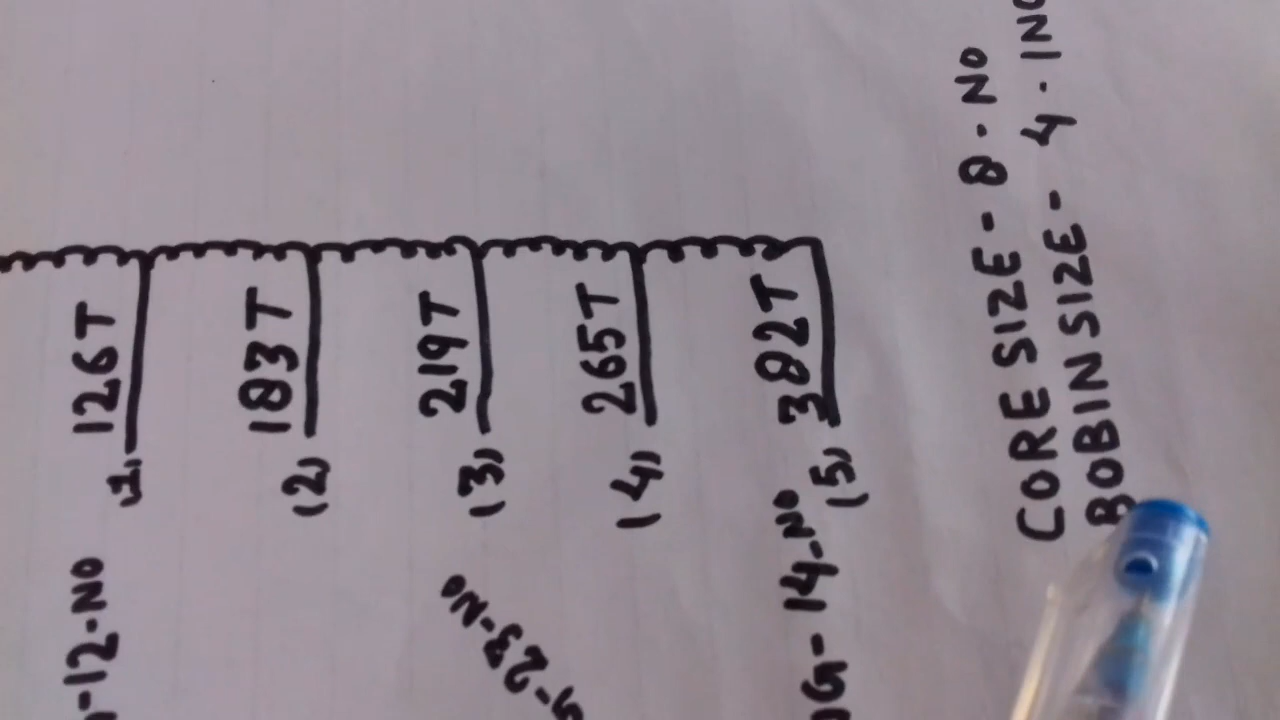 126T
183T
219T
265T
382T
(1)
(2)
(3)
(4)
(5)
-12-NO
-23-NO
G-14-NO
CORE SIZE - 8 - NO
BOBIN SIZE - 4 - INC